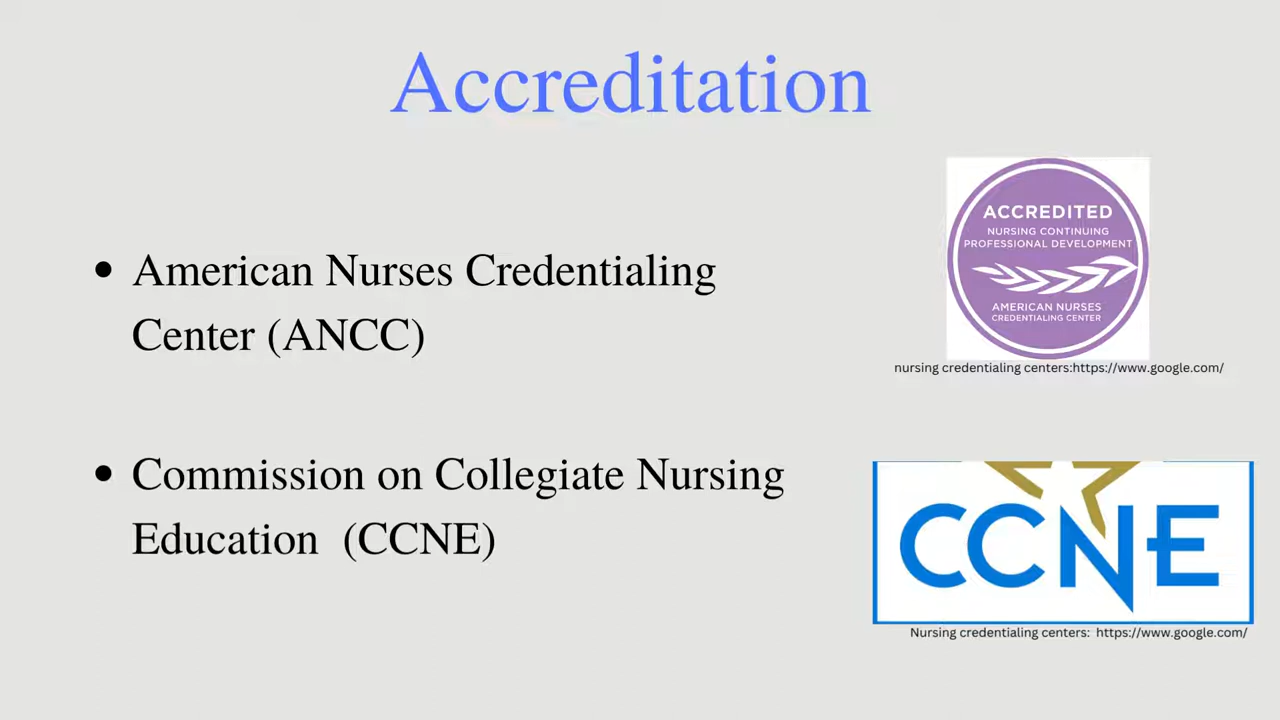 Accreditation
American Nurses Credentialing
Center (ANCC)
ACCREDITED
NURSING CONTINUING
PROFESSIONAL DEVELOPMENT
AMERICAN NURSES
CREDENTIALING CENTER
nursing credentialing centers:https://www.google.com/
Commission on Collegiate Nursing
Education  (CCNE)
CCNE
Nursing credentialing centers:  https://www.google.com/